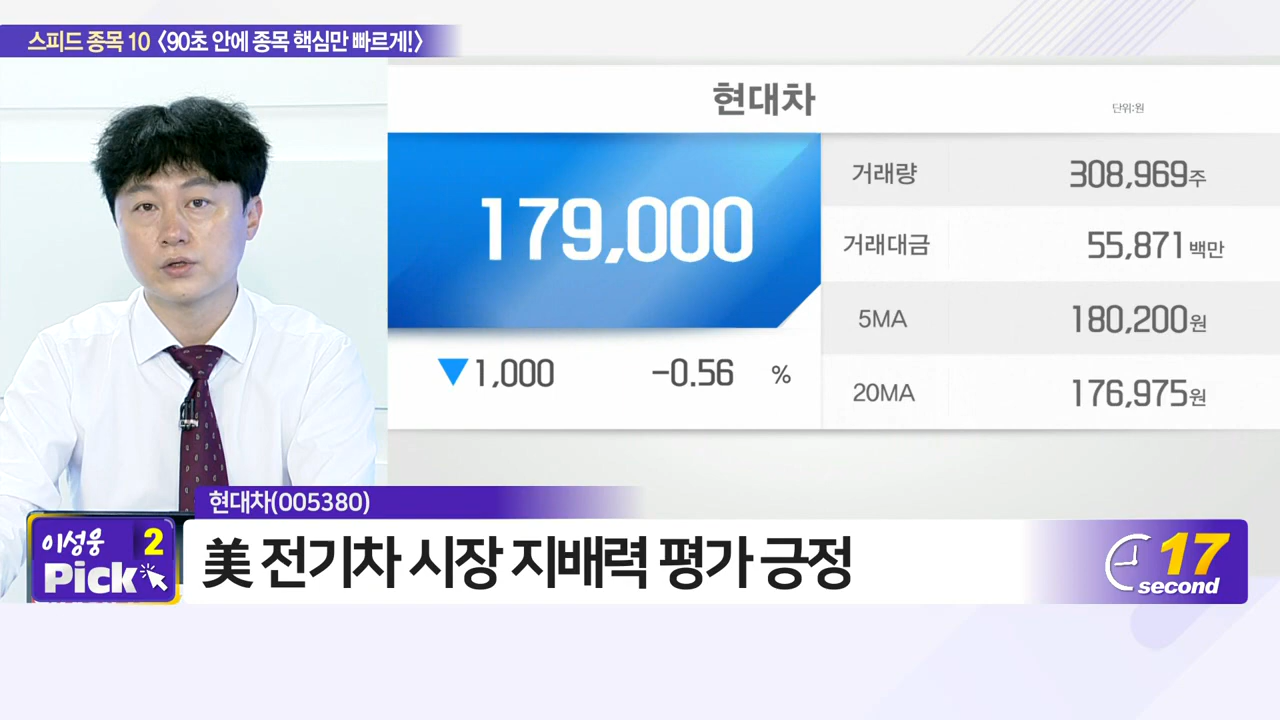 스피드 종목 10 〈90초 안에 종목 핵심만 빠르게!〉
현대차
단위:원
179,000
▼1,000 -0.56 %
거래량 308,969주
거래대금 55,871백만
5MA 180,200원
20MA 176,975원
현대차(005380)
이성웅 2
Pick
美 전기차 시장 지배력 평가 긍정
17
second